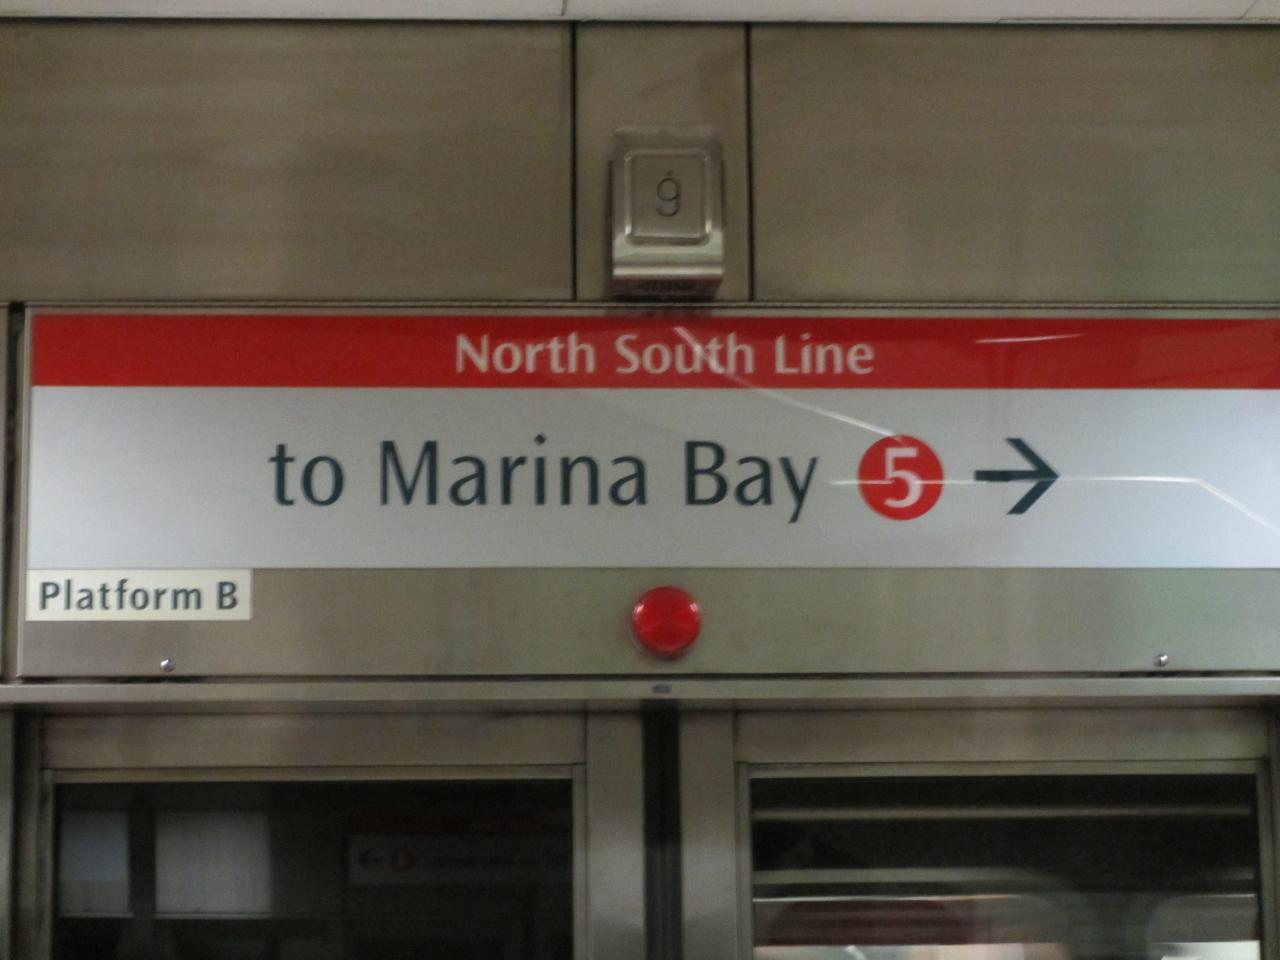 9
North South Line
to Marina Bay 5 →
Platform B